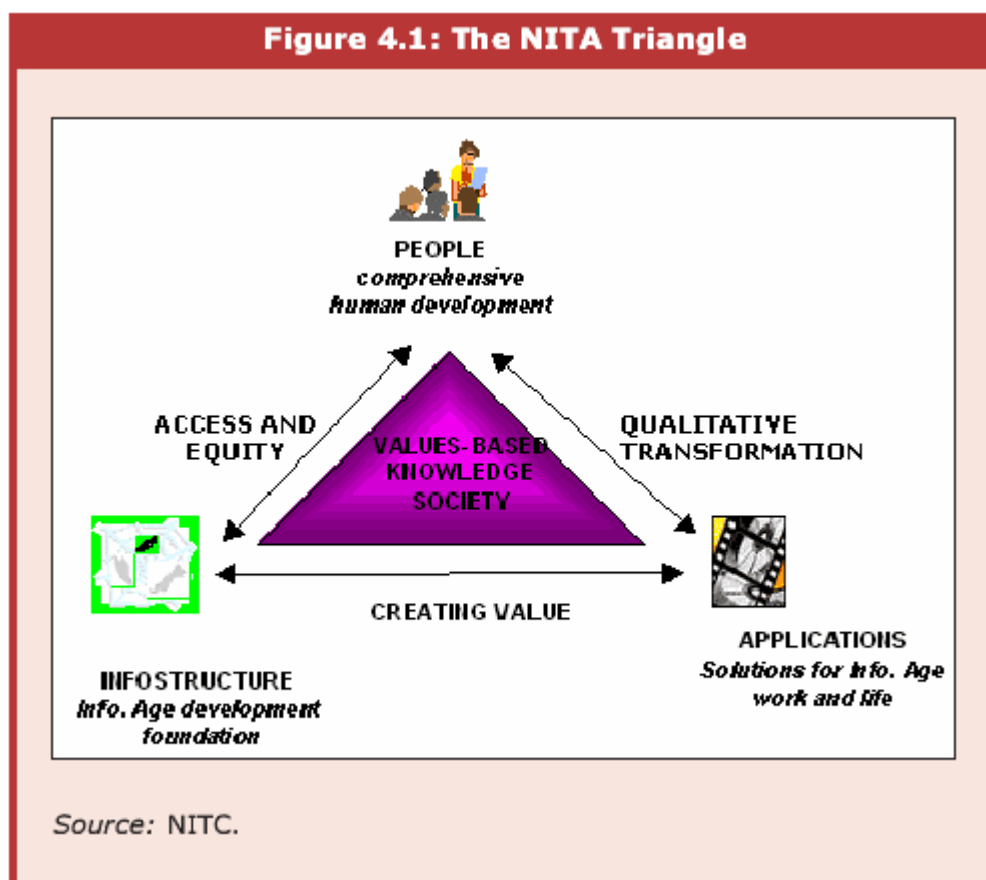 Figure 4.1: The NITA Triangle
PEOPLE
comprehensive
human development
ACCESS AND
EQUITY
QUALITATIVE
TRANSFORMATION
VALUES-BASED
KNOWLEDGE
SOCIETY
CREATING VALUE
INFOSTRUCTURE
Info. Age development
foundation
APPLICATIONS
Solutions for Info. Age
work and life
Source: NITC.